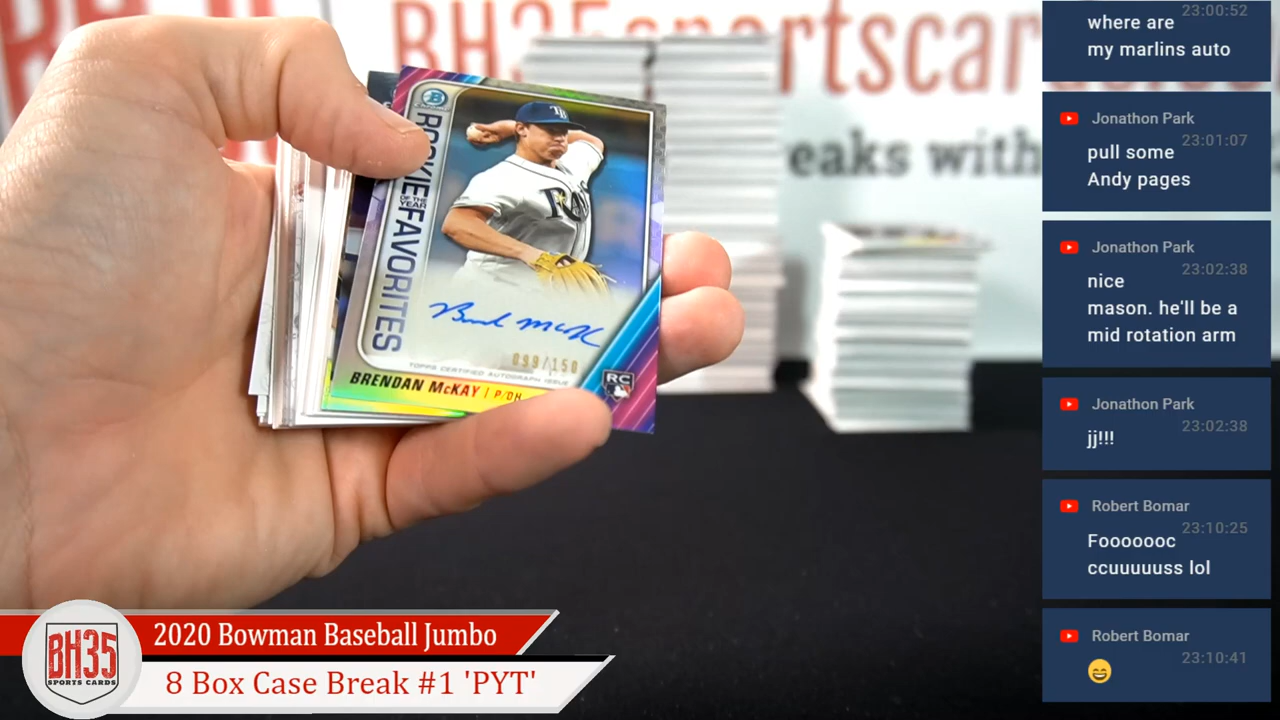 BH35sportscar
eaks with
B
ROOKIE OF THE YEAR FAVORITES
RAYS
TB
099/150
TOPPS CERTIFIED AUTOGRAPH ISSUE
BRENDAN McKAY | P/DH
RC
where are
23:00:52
my marlins auto
Jonathon Park
23:01:07
pull some
Andy pages
Jonathon Park
23:02:38
nice
mason. he'll be a
mid rotation arm
Jonathon Park
23:02:38
jj!!!
Robert Bomar
23:10:25
Fooooooc
ccuuuuuss lol
Robert Bomar
23:10:41
😄
BH35
SPORTS CARDS
2020 Bowman Baseball Jumbo
8 Box Case Break #1 'PYT'